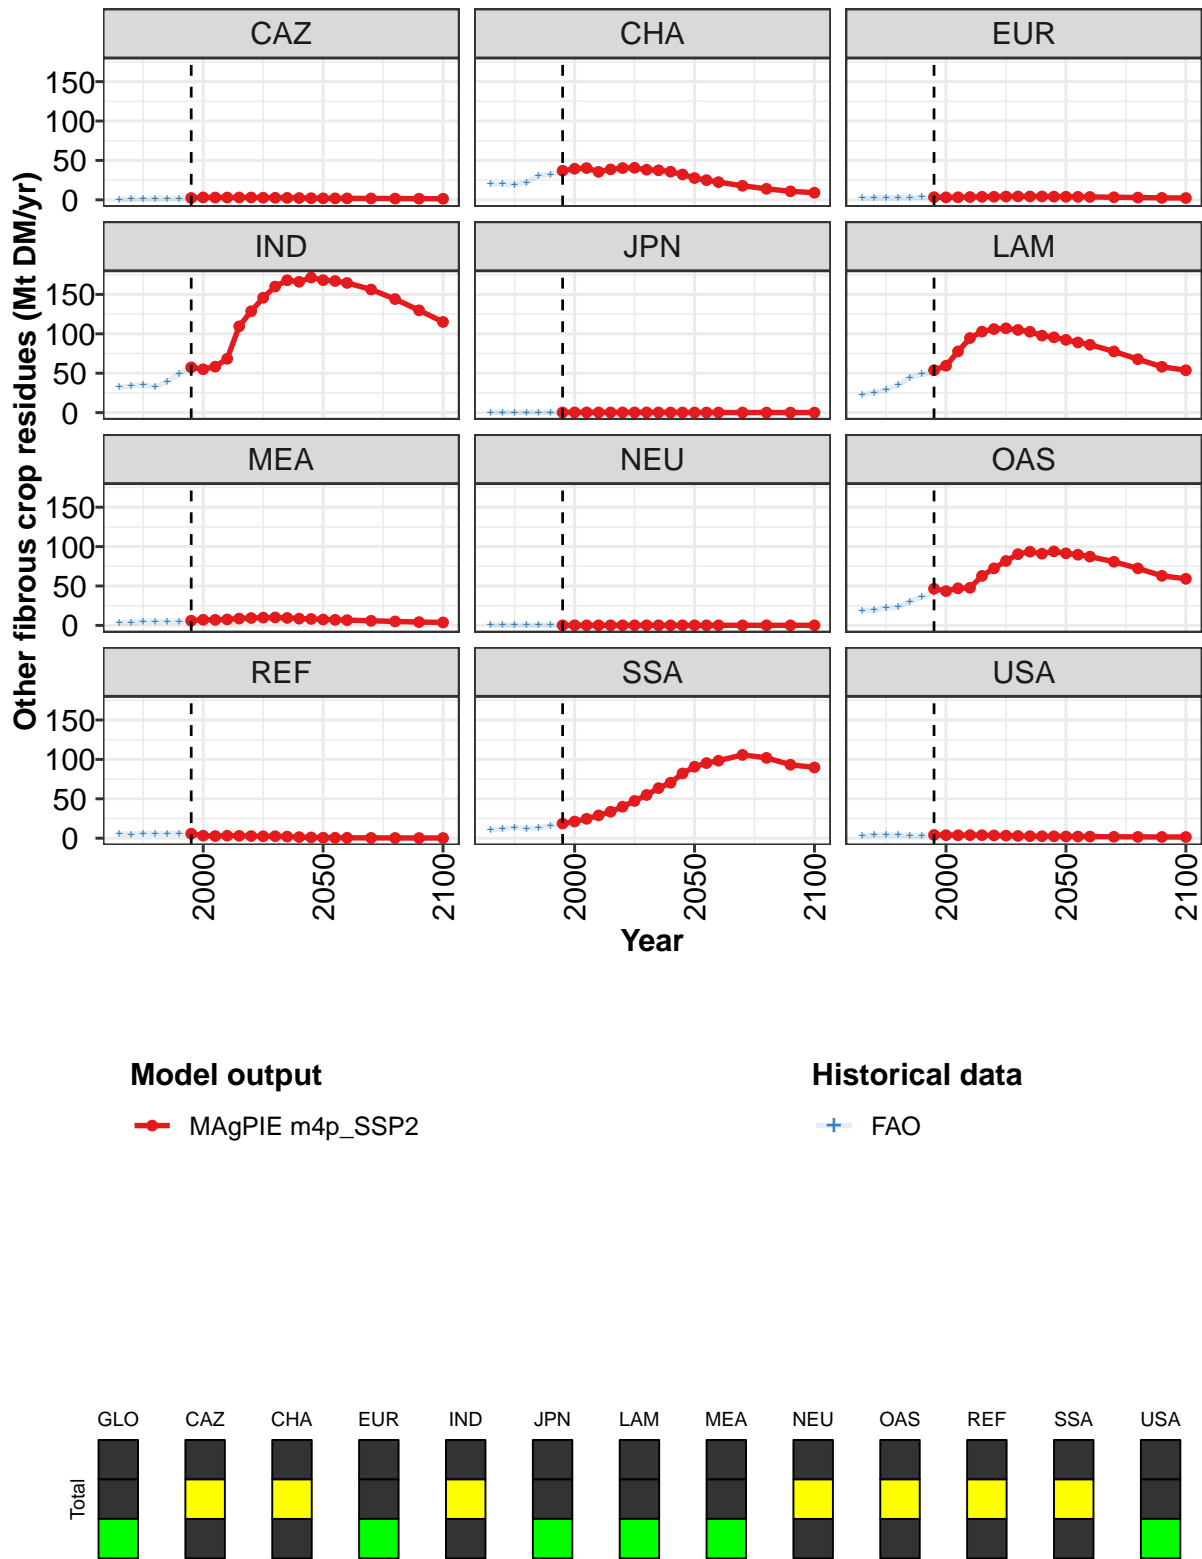 CAZ CHA EUR
150
100
50
0
IND JPN LAM
150
100
50
0
MEA NEU OAS
150
100
50
0
REF SSA USA
150
100
50
0
Other fibrous crop residues (Mt DM/yr)
2000 2050 2100 2000 2050 2100 2000 2050 2100
Year
Model output Historical data
MAgPIE m4p_SSP2 FAO
GLO CAZ CHA EUR IND JPN LAM MEA NEU OAS REF SSA USA
Total